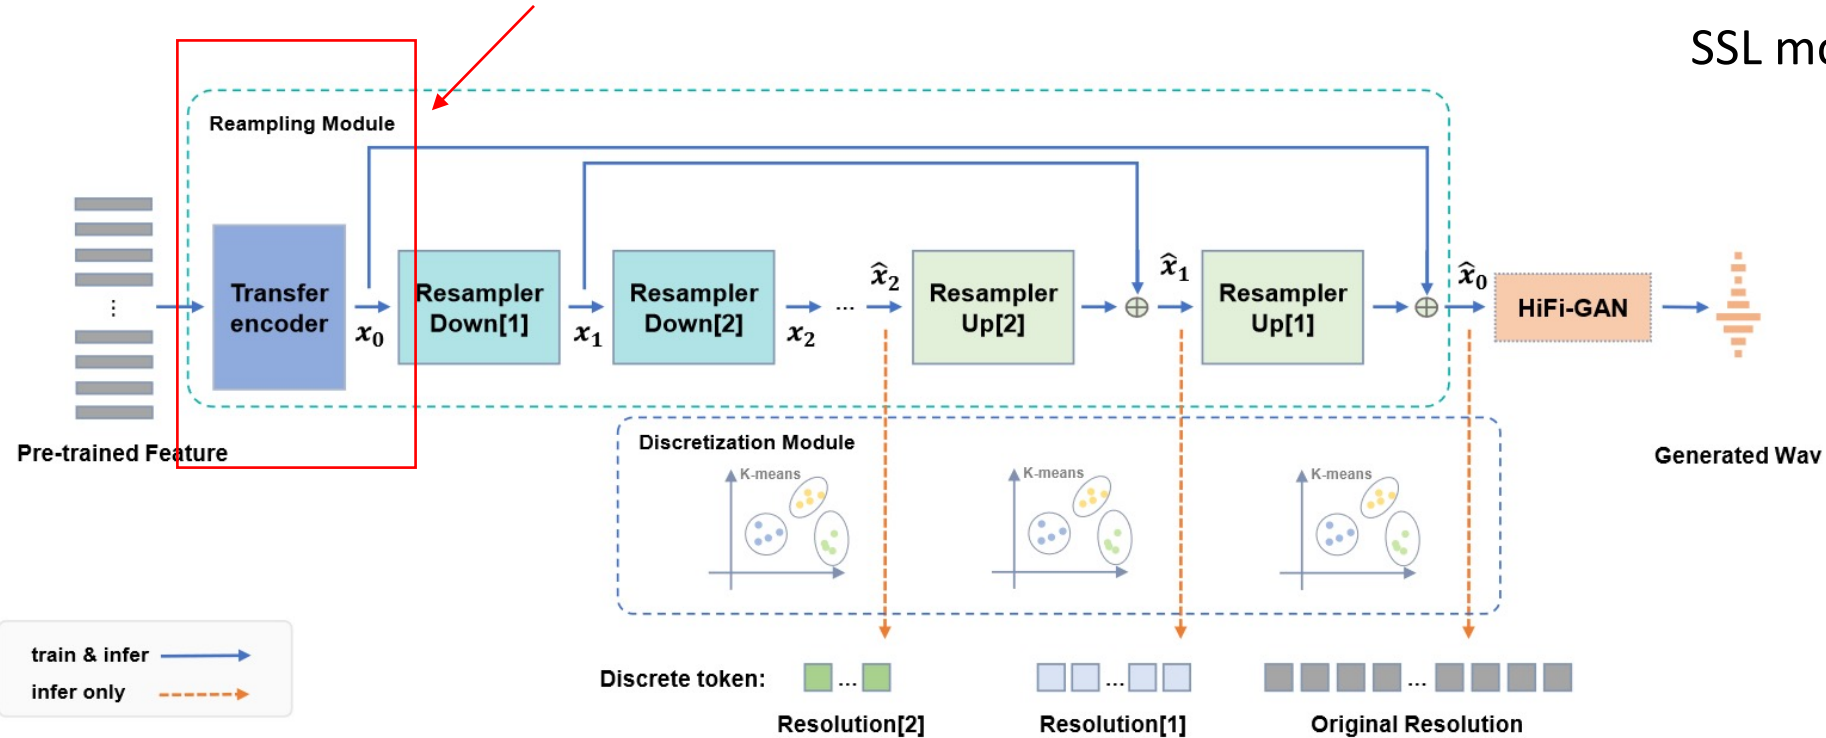 SSL mo
Reampling Module
Transfer
encoder
x₀
Resampler
Down[1]
x₁
Resampler
Down[2]
x₂
...
x̂₂
Resampler
Up[2]
x̂₁
Resampler
Up[1]
x̂₀
HiFi-GAN
Pre-trained Feature
Generated Wav
Discretization Module
K-means
K-means
K-means
train & infer
infer only
Discrete token:
...
...
...
Resolution[2]
Resolution[1]
Original Resolution